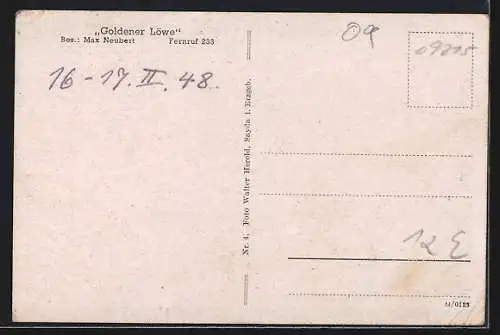 „Goldener Löwe“
Bes.: Max Neubert Fernruf 233
16-17. II. 48.
Nr. 4. Foto Walter Herold, Sayda i. Erzgeb.
09
09215
12 E